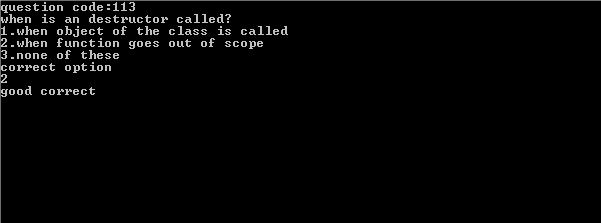 question code:113
when is an destructor called?
1.when object of the class is called
2.when function goes out of scope
3.none of these
correct option
2
good correct